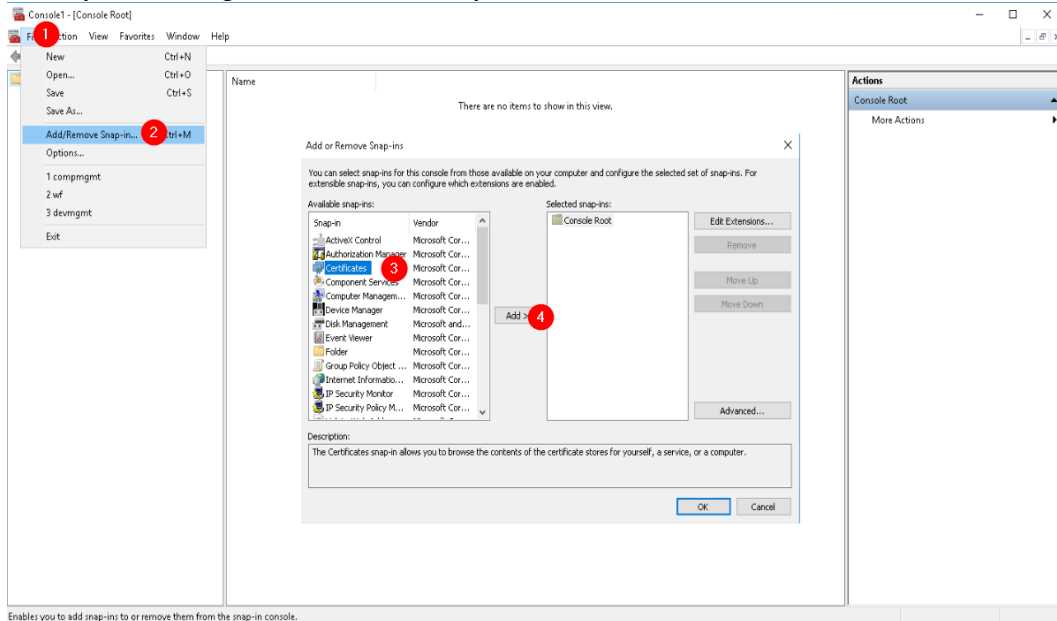 Console1 - [Console Root]
1
View Favorites Window Help
New Ctrl+N
Open... Ctrl+O
Save Ctrl+S
Save As...
Add/Remove Snap-in... 2 Ctrl+M
Options...
1 compmgmt
2 wf
3 devmgmt
Exit
Name
There are no items to show in this view.
Actions
Console Root
More Actions
Add or Remove Snap-ins
You can select snap-ins for this console from those available on your computer and configure the selected set of snap-ins. For
extensible snap-ins, you can configure which extensions are enabled.
Available snap-ins:
Snap-in Vendor
ActiveX Control Microsoft Cor...
Authorization Manager Microsoft Cor...
Certificates 3 Microsoft Cor...
Component Services Microsoft Cor...
Computer Managem... Microsoft Cor...
Device Manager Microsoft Cor...
Disk Management Microsoft and...
Event Viewer Microsoft Cor...
Folder Microsoft Cor...
Group Policy Object ... Microsoft Cor...
Internet Informatio... Microsoft Cor...
IP Security Monitor Microsoft Cor...
IP Security Policy M... Microsoft Cor...
Add > 4
Selected snap-ins:
Console Root
Edit Extensions...
Remove
Move Up
Move Down
Advanced...
Description:
The Certificates snap-in allows you to browse the contents of the certificate stores for yourself, a service, or a computer.
OK Cancel
Enables you to add snap-ins to or remove them from the snap-in console.